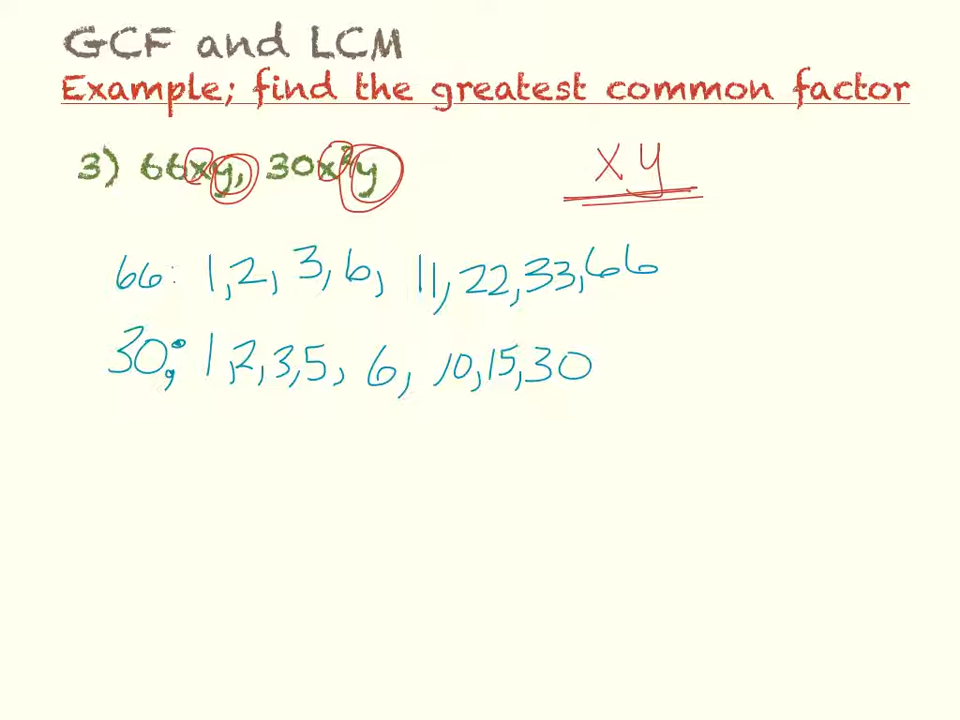 GCF and LCM
Example; find the greatest common factor
3) 66xy, 30x²y
xy
66: 1, 2, 3, 6, 11, 22, 33, 66
30: 1, 2, 3, 5, 6, 10, 15, 30